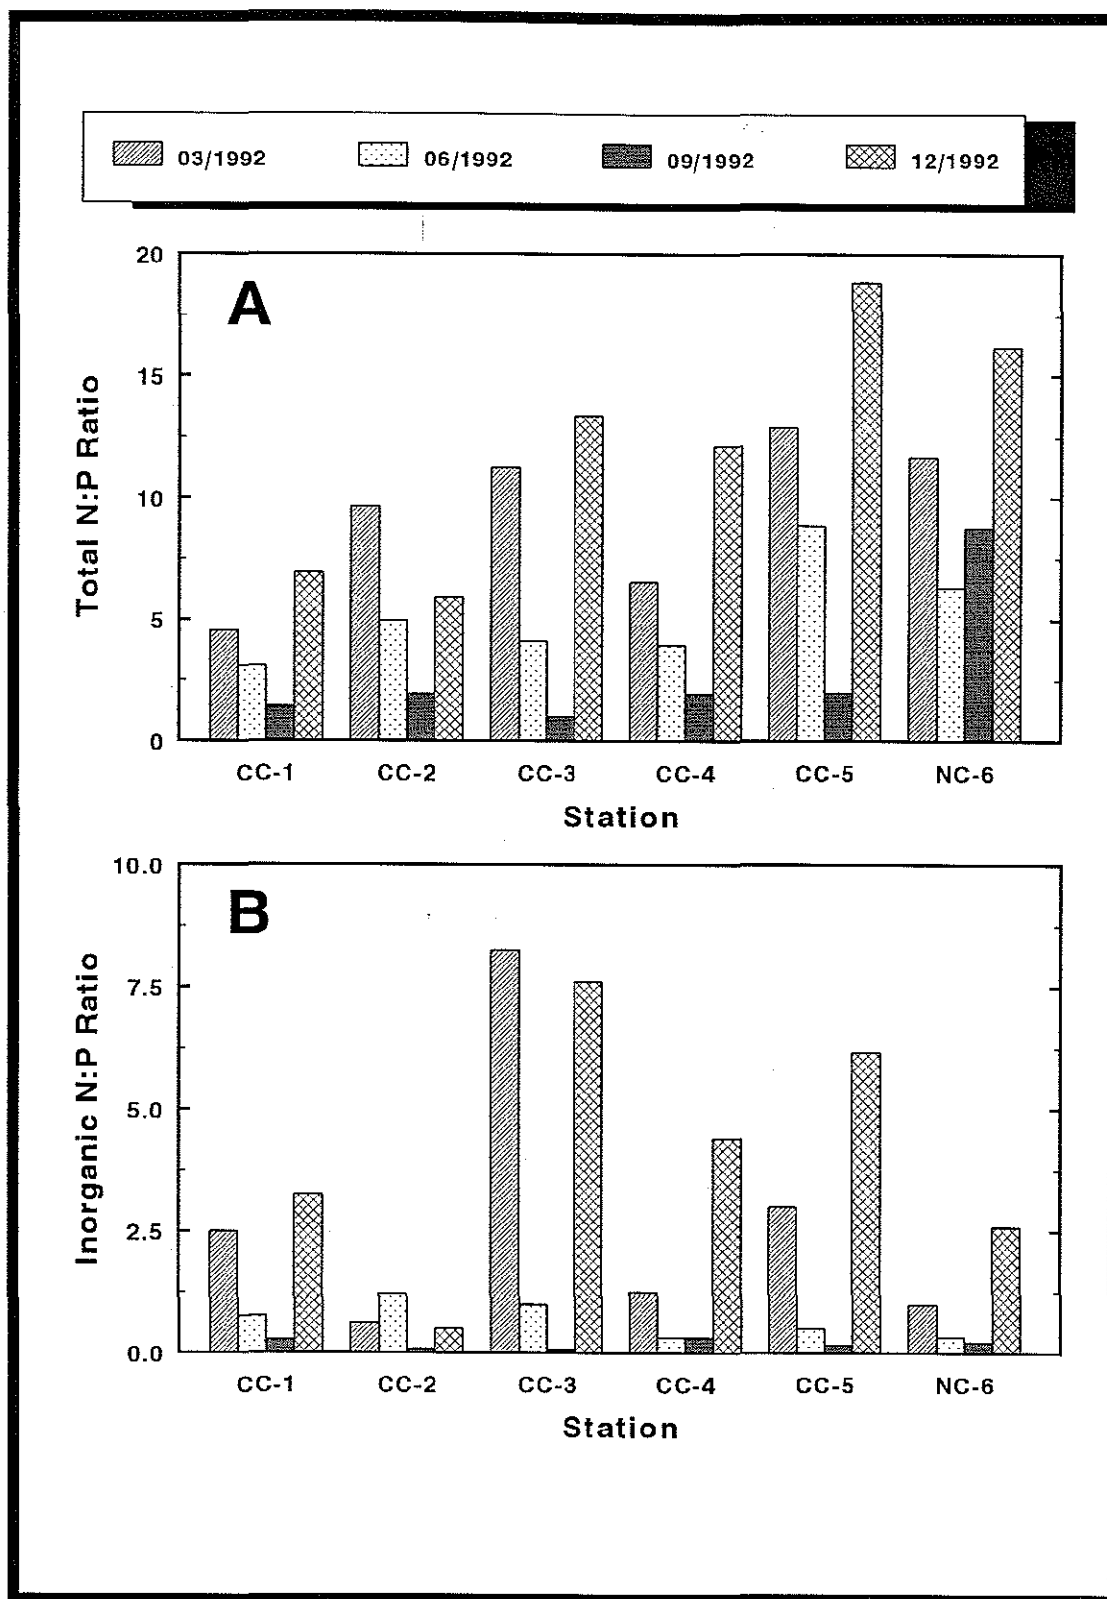 03/1992 06/1992 09/1992 12/1992
A
Total N:P Ratio
20
15
10
5
0
CC-1 CC-2 CC-3 CC-4 CC-5 NC-6
Station
B
Inorganic N:P Ratio
10.0
7.5
5.0
2.5
0.0
CC-1 CC-2 CC-3 CC-4 CC-5 NC-6
Station